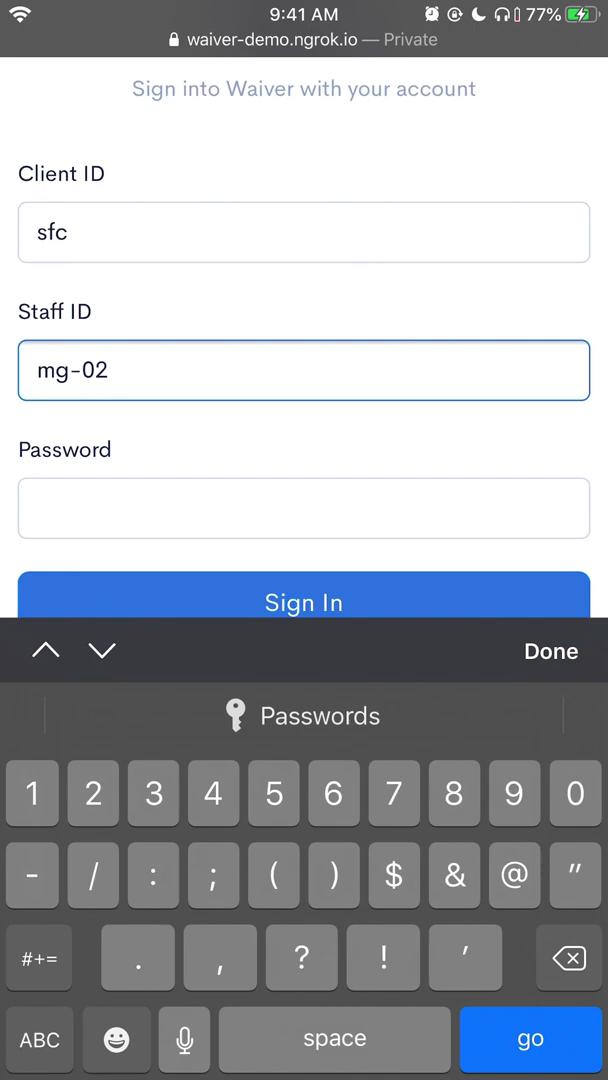 9:41 AM
77%
waiver-demo.ngrok.io — Private
Sign into Waiver with your account
Client ID
sfc
Staff ID
mg-02
Password
Sign In
Done
Passwords
1 2 3 4 5 6 7 8 9 0
- / : ; ( ) $ & @ "
#+= . , ? ! ’
ABC space go